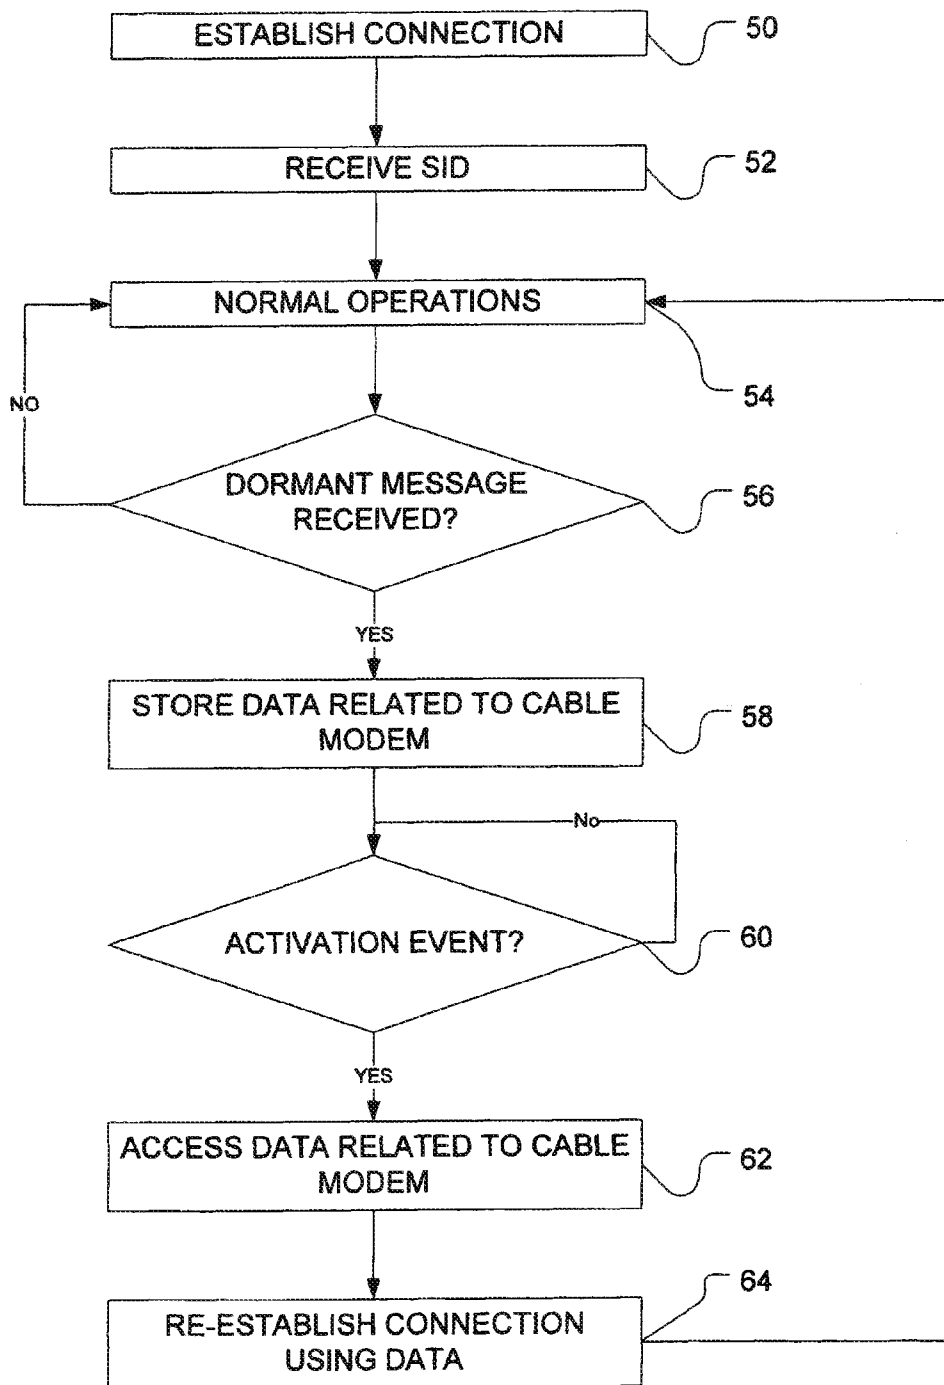 ESTABLISH CONNECTION
50
RECEIVE SID
52
NORMAL OPERATIONS
54
NO
DORMANT MESSAGE
RECEIVED?
56
YES
STORE DATA RELATED TO CABLE
MODEM
58
No
ACTIVATION EVENT?
60
YES
ACCESS DATA RELATED TO CABLE
MODEM
62
64
RE-ESTABLISH CONNECTION
USING DATA